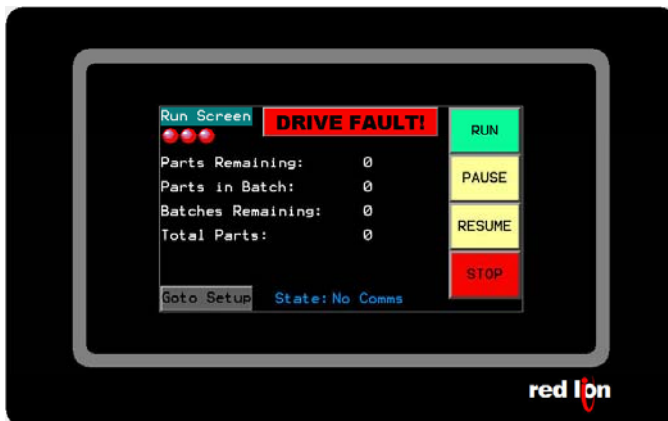 Run Screen
DRIVE FAULT!
RUN
Parts Remaining: 0
Parts in Batch: 0
PAUSE
Batches Remaining: 0
Total Parts: 0
RESUME
STOP
Goto Setup
State: No Comms
red lion